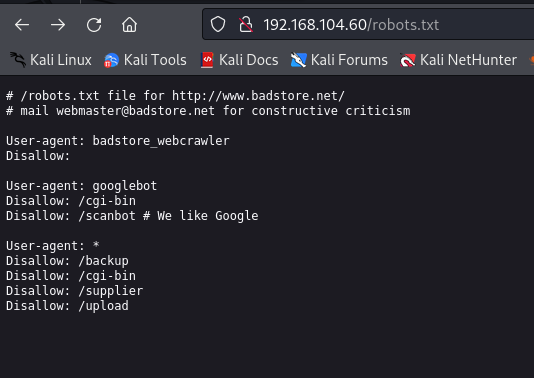 192.168.104.60/robots.txt
Kali Linux Kali Tools Kali Docs Kali Forums Kali NetHunter
# /robots.txt file for http://www.badstore.net/
# mail webmaster@badstore.net for constructive criticism
User-agent: badstore_webcrawler
Disallow:
User-agent: googlebot
Disallow: /cgi-bin
Disallow: /scanbot # We like Google
User-agent: *
Disallow: /backup
Disallow: /cgi-bin
Disallow: /supplier
Disallow: /upload